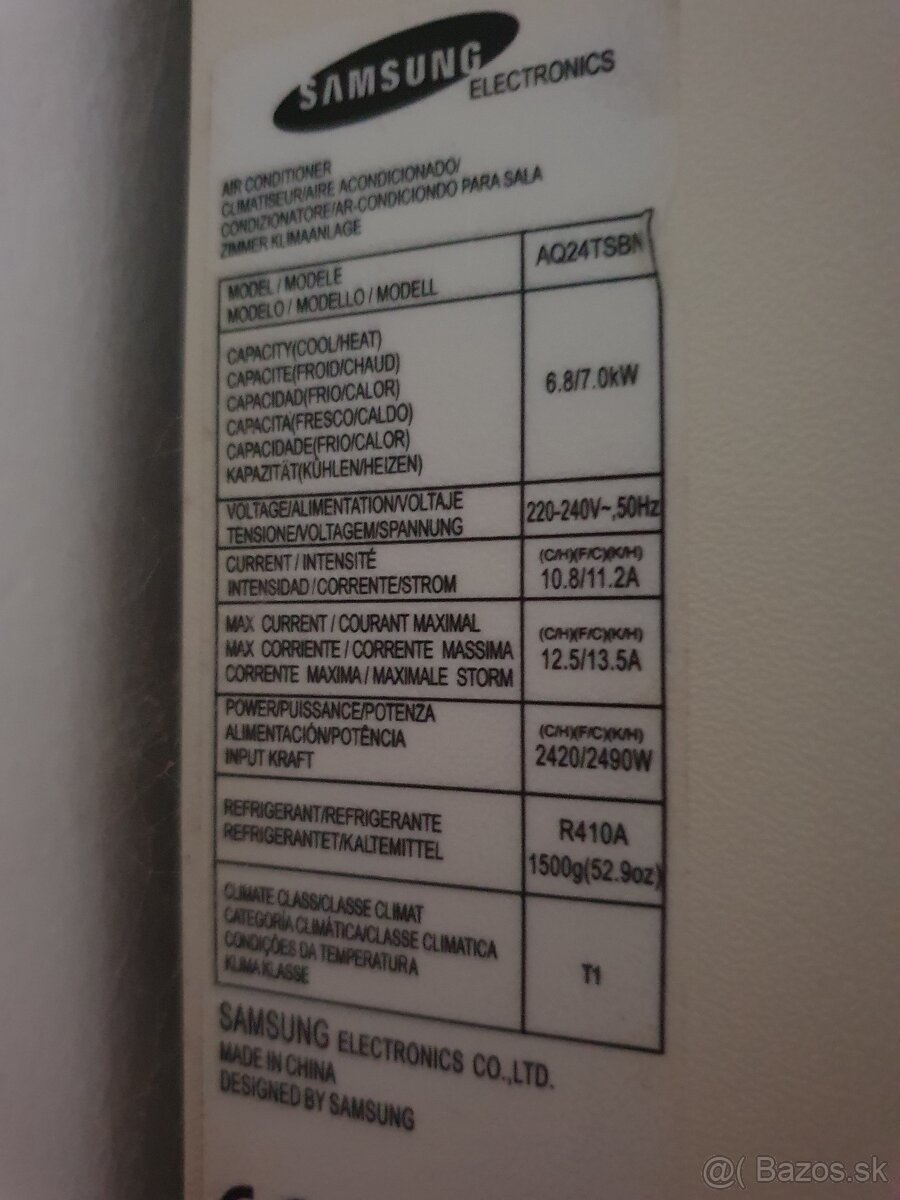 SAMSUNG ELECTRONICS
AIR CONDITIONER
CLIMATISEUR/AIRE ACONDICIONADO/
CONDIZIONATORE/AR-CONDICIONDO PARA SALA
ZIMMER KLIMAANLAGE
MODEL / MODELE
MODELO / MODELLO / MODELL
AQ24TSBN
CAPACITY(COOL/HEAT)
CAPACITE(FROID/CHAUD)
CAPACIDAD(FRIO/CALOR)
CAPACITA(FRESCO/CALDO)
CAPACIDADE(FRIO/CALOR)
KAPAZITÄT(KÜHLEN/HEIZEN)
6.8/7.0kW
VOLTAGE/ALIMENTATION/VOLTAJE
TENSIONE/VOLTAGEM/SPANNUNG
220-240V~,50Hz
CURRENT / INTENSITÉ
INTENSIDAD / CORRENTE/STROM
(C/H)(F/C)(K/H)
10.8/11.2A
MAX CURRENT / COURANT MAXIMAL
MAX CORRIENTE / CORRENTE MASSIMA
CORRENTE MAXIMA / MAXIMALE STORM
(C/H)(F/C)(K/H)
12.5/13.5A
POWER/PUISSANCE/POTENZA
ALIMENTACIÓN/POTÊNCIA
INPUT KRAFT
(C/H)(F/C)(K/H)
2420/2490W
REFRIGERANT/REFRIGERANTE
REFRIGERANTET/KALTEMITTEL
R410A
1500g(52.9oz)
CLIMATE CLASS/CLASSE CLIMAT
CATEGORÍA CLIMÁTICA/CLASSE CLIMATICA
CONDIÇÕES DA TEMPERATURA
KLIMA KLASSE
T1
SAMSUNG ELECTRONICS CO.,LTD.
MADE IN CHINA
DESIGNED BY SAMSUNG
@( Bazos.sk